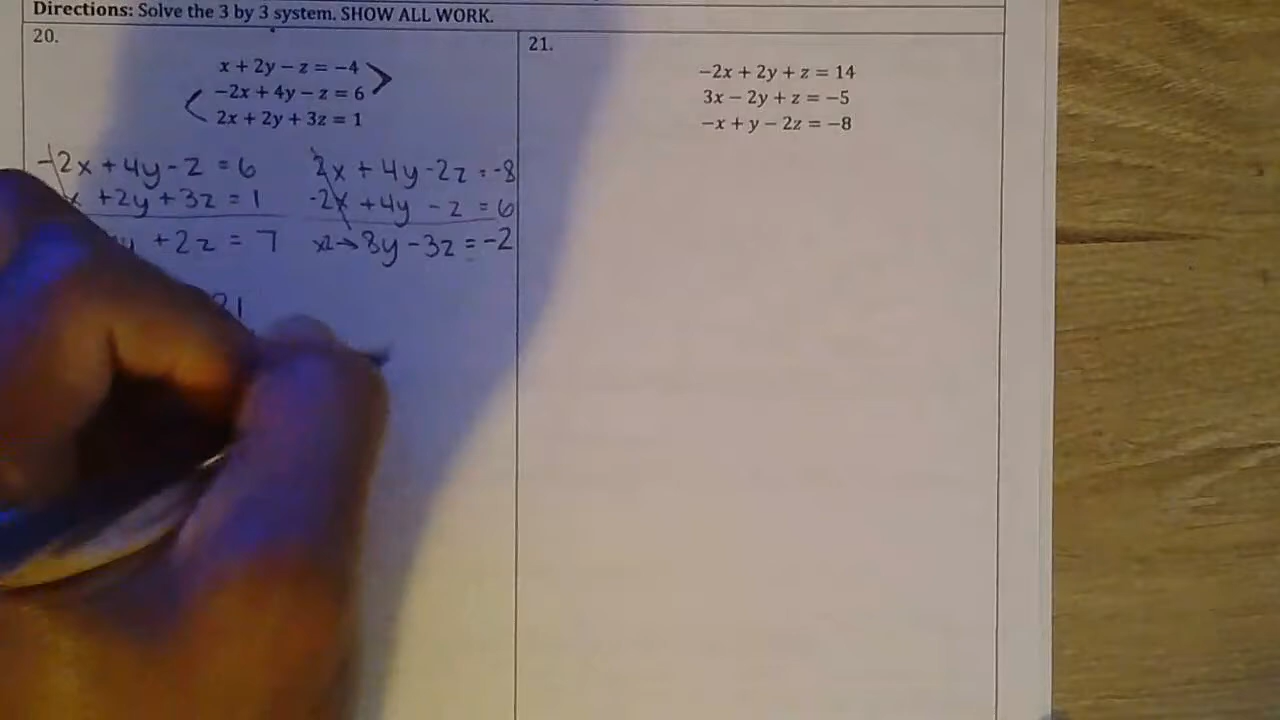 Directions: Solve the 3 by 3 system. SHOW ALL WORK.
20.
x + 2y − z = −4
−2x + 4y − z = 6
2x + 2y + 3z = 1
-2x + 4y - z = 6
x + 2y + 3z = 1
y + 2z = 7
2x + 4y - 2z = -8
-2x + 4y - z = 6
x2→ 8y - 3z = -2
21
21.
−2x + 2y + z = 14
3x − 2y + z = −5
−x + y − 2z = −8